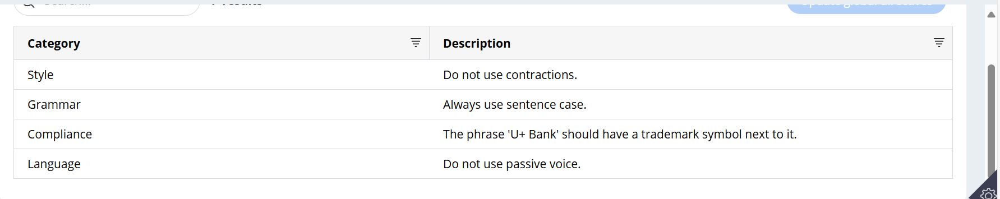 Category Description
Style Do not use contractions.
Grammar Always use sentence case.
Compliance The phrase 'U+ Bank' should have a trademark symbol next to it.
Language Do not use passive voice.